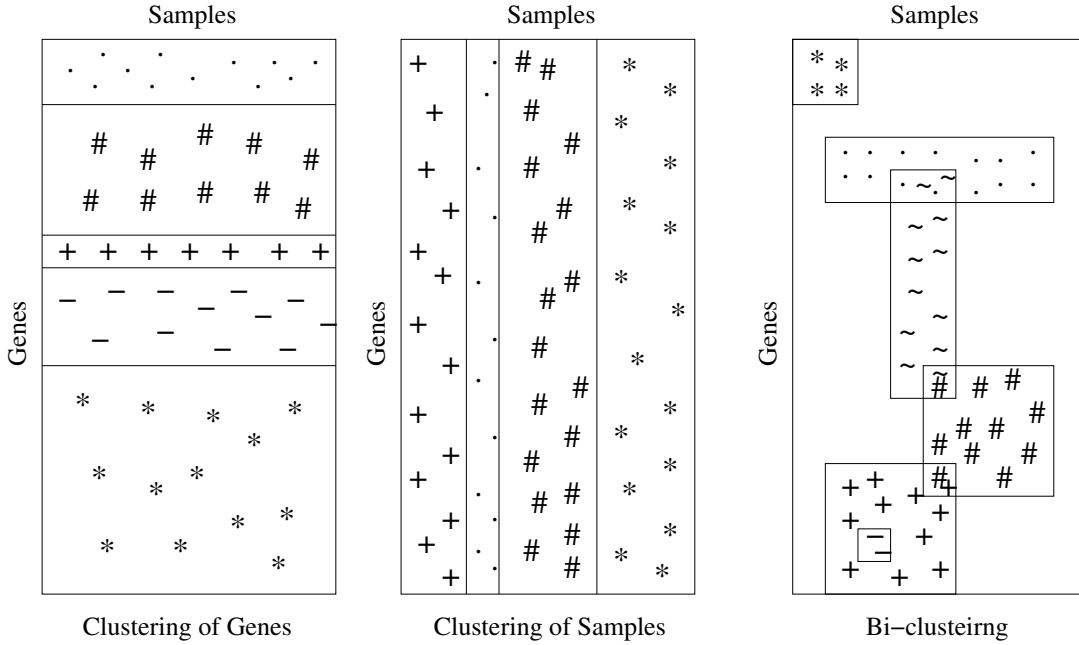 Samples
Samples
Samples
Genes
Genes
Genes
Clustering of Genes
Clustering of Samples
Bi−clusteirng